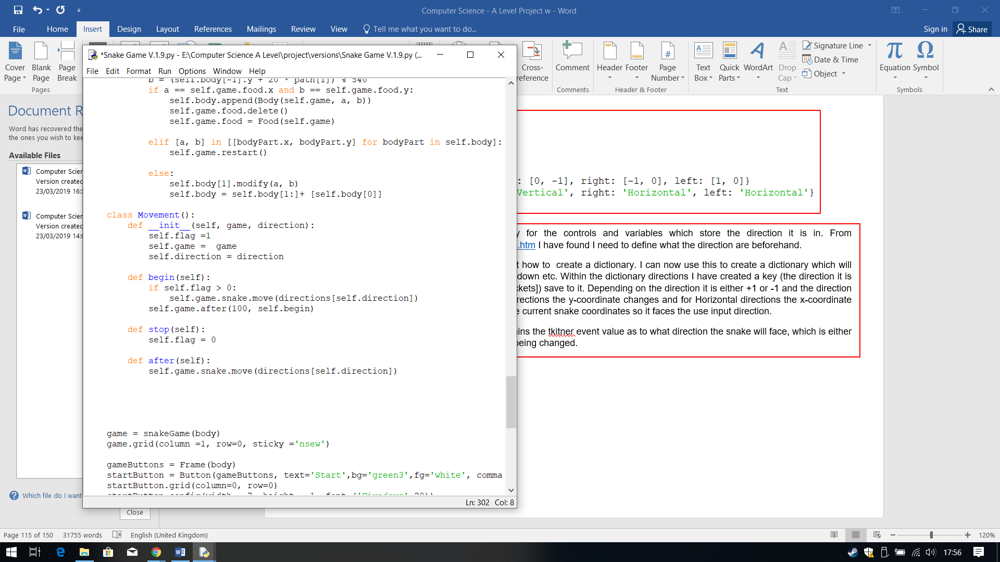 Computer Science - A Level Project w - Word
File Home Insert Design Layout References Mailings Review View Tell me what you want to do... Sign in Share
Cover Page
Blank Page
Page Break
Pages
Cross-reference
Comment
Comments
Header
Footer
Page Number
Header & Footer
Text Box
Quick Parts
WordArt
Drop Cap
Signature Line
Date & Time
Object
Text
Equation
Symbol
Symbols
Document R
Word has recovered the
the ones you wish to kee
Available Files
Computer Scien
Version created
23/03/2019 16:
Computer Scien
Version created
23/03/2019 14:
Which file do I want
Close
*Snake Game V.1.9.py - E:\Computer Science A Level\project\versions\Snake Game V.1.9.py (...
File Edit Format Run Options Window Help
b = (self.body[-1].y + 20 * path[1]) % 540
if a == self.game.food.x and b == self.game.food.y:
self.body.append(Body(self.game, a, b))
self.game.food.delete()
self.game.food = Food(self.game)
elif [a, b] in [[bodyPart.x, bodyPart.y] for bodyPart in self.body]:
self.game.restart()
else:
self.body[1].modify(a, b)
self.body = self.body[1:]+ [self.body[0]]
class Movement():
def __init__(self, game, direction):
self.flag =1
self.game =  game
self.direction = direction
def begin(self):
if self.flag > 0:
self.game.snake.move(directions[self.direction])
self.game.after(100, self.begin)
def stop(self):
self.flag = 0
def after(self):
self.game.snake.move(directions[self.direction])
game = snakeGame(body)
game.grid(column =1, row=0, sticky ='nsew')
gameButtons = Frame(body)
startButton = Button(gameButtons, text='Start',bg='green3',fg='white', comma
startButton.grid(column=0, row=0)
Ln: 302 Col: 8
: [0, -1], right: [-1, 0], left: [1, 0]}
Vertical', right: 'Horizontal', left: 'Horizontal'}
y for the controls and variables which store the direction it is in. From
.htm I have found I need to define what the direction are beforehand.
t how to create a dictionary. I can now use this to create a dictionary which will
down etc. Within the dictionary directions I have created a key (the direction it is
ckets]) save to it. Depending on the direction it is either +1 or -1 and the direction
rections the y-coordinate changes and for Horizontal directions the x-coordinate
e current snake coordinates so it faces the use input direction.
ins the tkitner event value as to what direction the snake will face, which is either
being changed.
Page 115 of 150 31755 words English (United Kingdom) 120%
17:56